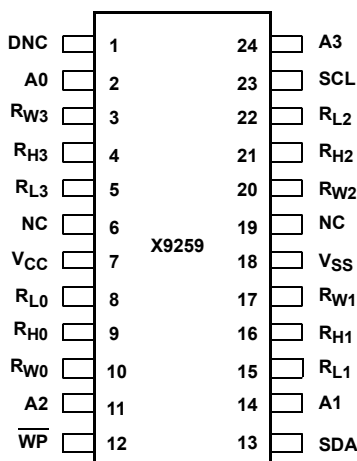 DNC 1 24 A3
A0 2 23 SCL
RW3 3 22 RL2
RH3 4 21 RH2
RL3 5 20 RW2
NC 6 19 NC
X9259
VCC 7 18 VSS
RL0 8 17 RW1
RH0 9 16 RH1
RW0 10 15 RL1
A2 11 14 A1
WP 12 13 SDA